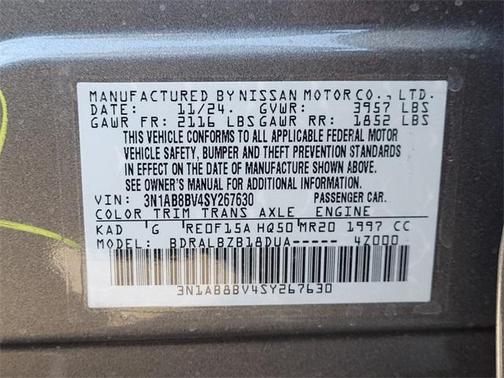 MANUFACTURED BY NISSAN MOTOR CO., LTD.
DATE: 11/24. GVWR: 3957 LBS
GAWR FR: 2116 LBS GAWR RR: 1852 LBS
THIS VEHICLE CONFORMS TO ALL APPLICABLE FEDERAL MOTOR
VEHICLE SAFETY, BUMPER AND THEFT PREVENTION STANDARDS
IN EFFECT ON THE DATE OF MANUFACTURE SHOWN ABOVE.
SEE OWNER'S MANUAL FOR ADDITIONAL INFORMATION.
VIN: 3N1AB8BV4SY267630 PASSENGER CAR.
COLOR TRIM TRANS AXLE ENGINE
KAD G RE0F15A HQ50 MR20 1997 CC
MODEL: BDRALBZB18DUA----- 4Z000
3N1AB8BV4SY267630